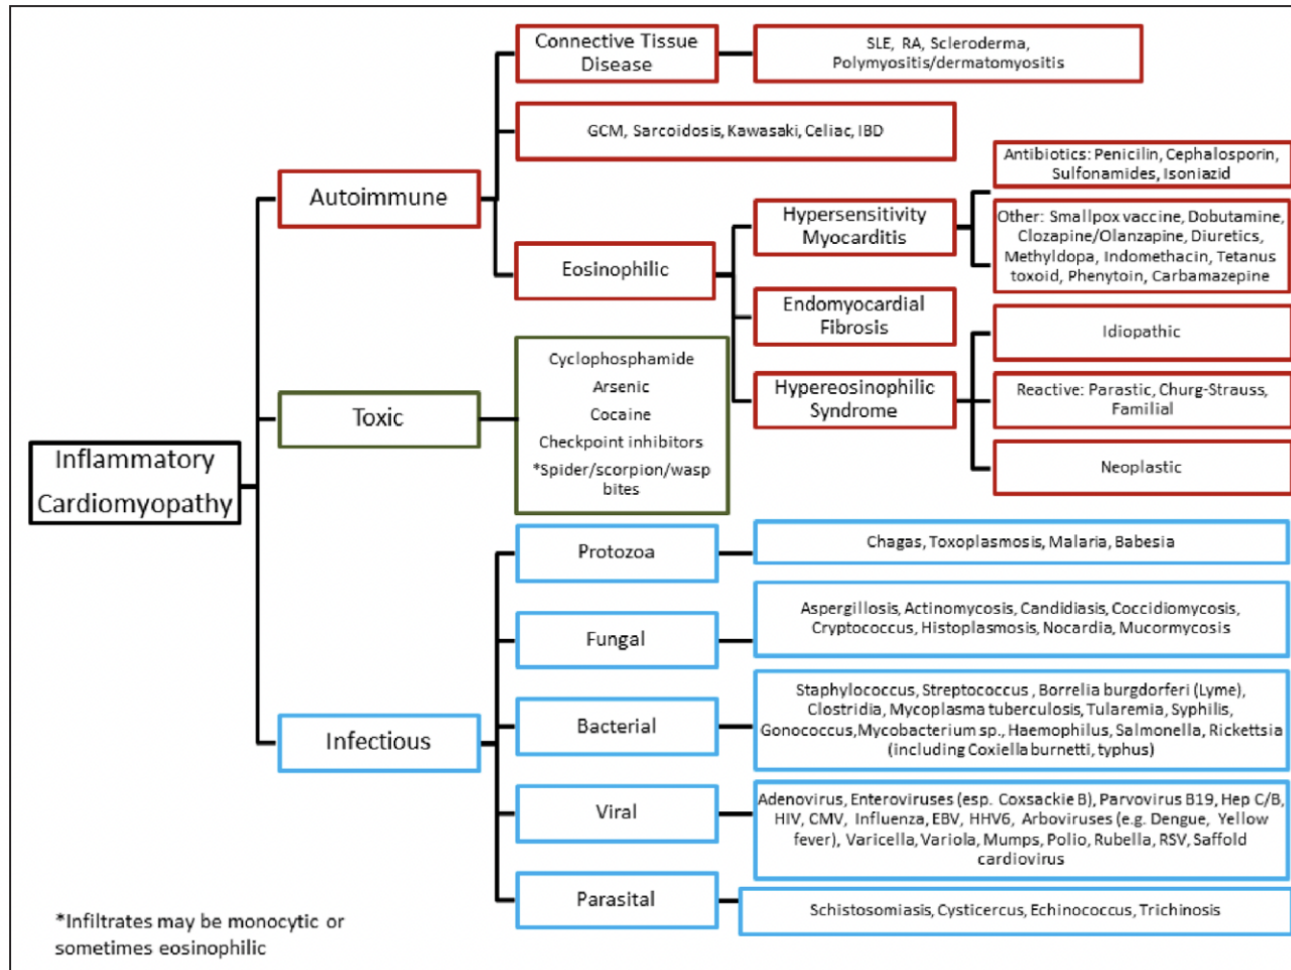 Connective Tissue
Disease
SLE, RA, Scleroderma,
Polymyositis/dermatomyositis
GCM, Sarcoidosis, Kawasaki, Celiac, IBD
Autoimmune
Antibiotics: Penicilin, Cephalosporin,
Sulfonamides, Isoniazid
Hypersensitivity
Myocarditis
Other: Smallpox vaccine, Dobutamine,
Clozapine/Olanzapine, Diuretics,
Methyldopa, Indomethacin, Tetanus
toxoid, Phenytoin, Carbamazepine
Eosinophilic
Endomyocardial
Fibrosis
Idiopathic
Hypereosinophilic
Syndrome
Reactive: Parastic, Churg-Strauss,
Familial
Neoplastic
Toxic
Cyclophosphamide
Arsenic
Cocaine
Checkpoint inhibitors
*Spider/scorpion/wasp
bites
Inflammatory
Cardiomyopathy
Protozoa
Chagas, Toxoplasmosis, Malaria, Babesia
Fungal
Aspergillosis, Actinomycosis, Candidiasis, Coccidiomycosis,
Cryptococcus, Histoplasmosis, Nocardia, Mucormycosis
Infectious
Bacterial
Staphylococcus, Streptococcus , Borrelia burgdorferi (Lyme),
Clostridia, Mycoplasma tuberculosis, Tularemia, Syphilis,
Gonococcus,Mycobacterium sp., Haemophilus, Salmonella, Rickettsia
(including Coxiella burnetti, typhus)
Viral
Adenovirus, Enteroviruses (esp. Coxsackie B), Parvovirus B19, Hep C/B,
HIV, CMV, Influenza, EBV, HHV6, Arboviruses (e.g. Dengue, Yellow
fever), Varicella, Variola, Mumps, Polio, Rubella, RSV, Saffold
cardiovirus
Parasital
Schistosomiasis, Cysticercus, Echinococcus, Trichinosis
*Infiltrates may be monocytic or
sometimes eosinophilic